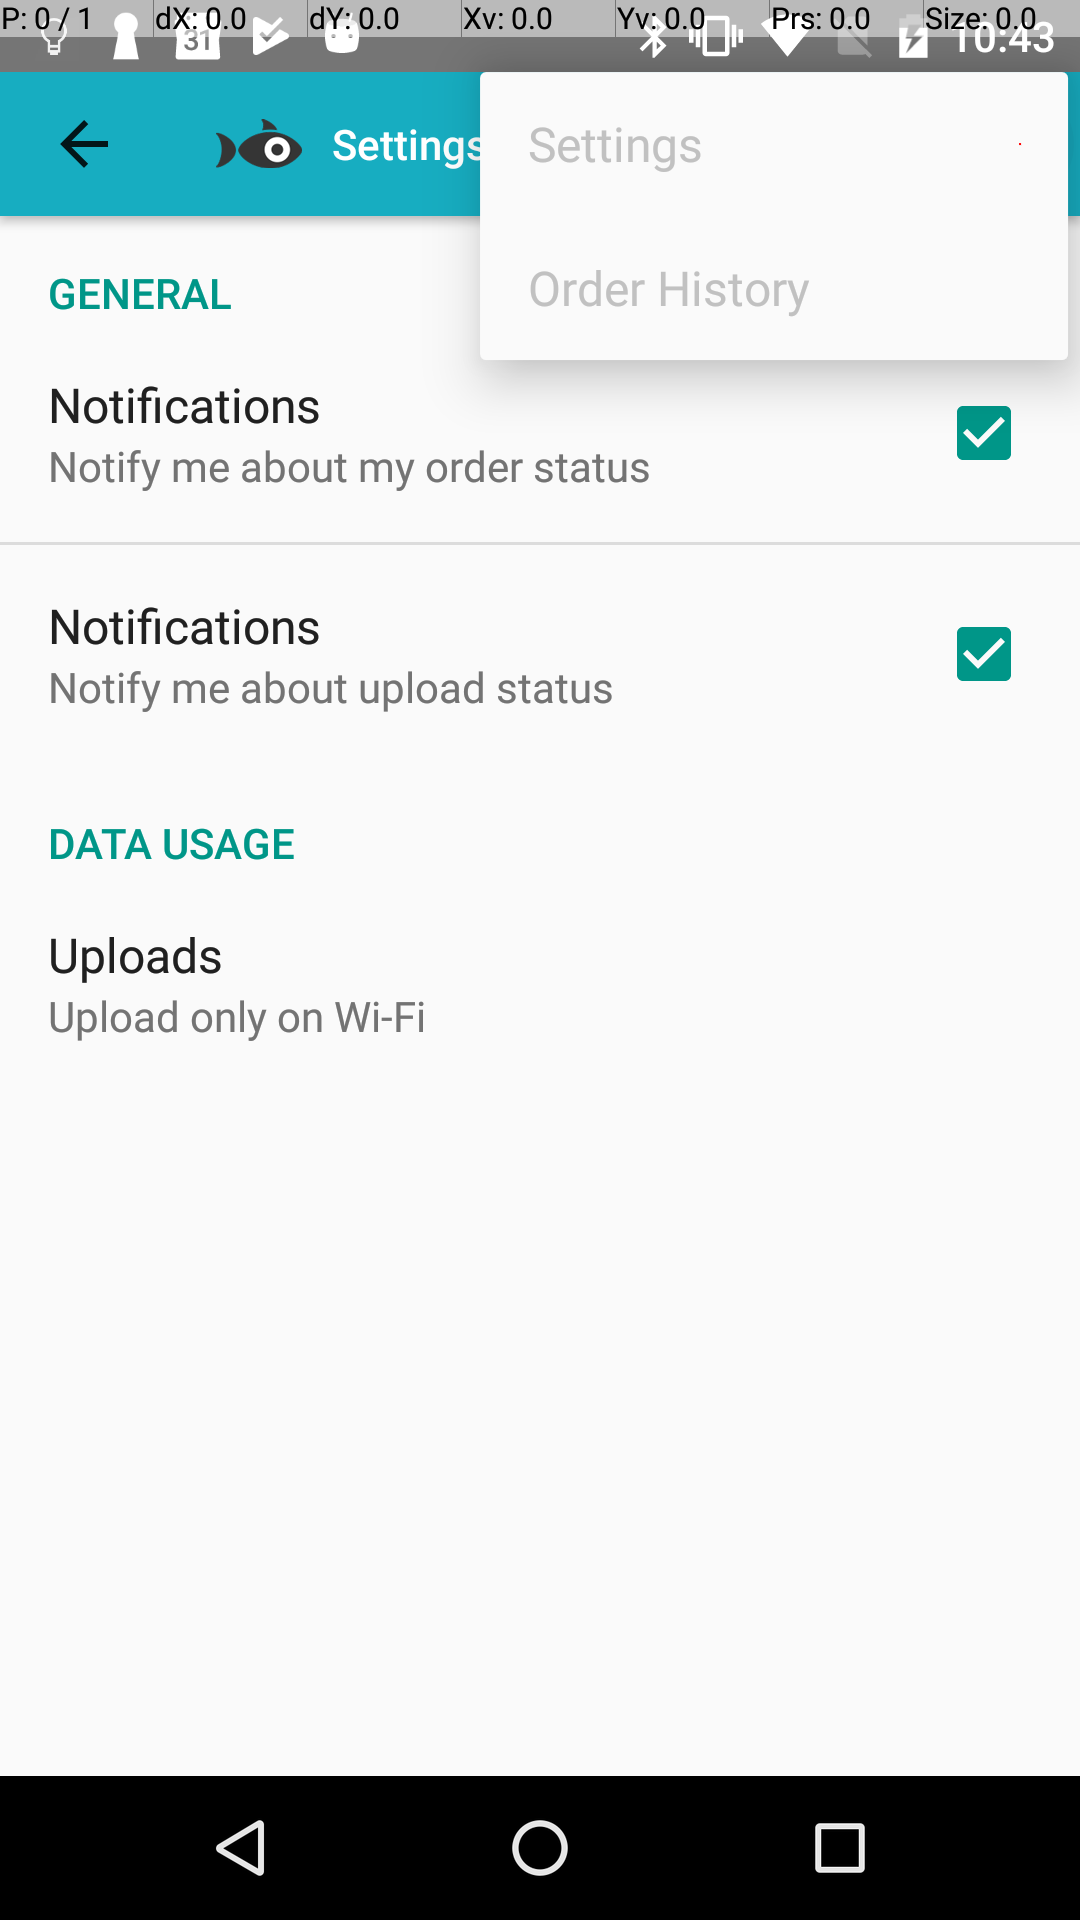 P: 0 / 1 dX: 0.0 dY: 0.0 Xv: 0.0 Yv: 0.0 Prs: 0.0 Size: 0.0
31 10:43
Settings
Settings
Order History
GENERAL
Notifications
Notify me about my order status
Notifications
Notify me about upload status
DATA USAGE
Uploads
Upload only on Wi-Fi